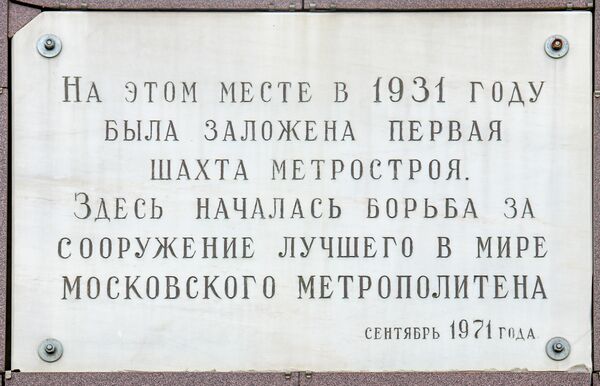 На этом месте в 1931 году
была заложена первая
шахта Метростроя.
Здесь началась борьба за
сооружение лучшего в мире
московского метрополитена
сентябрь 1971 года